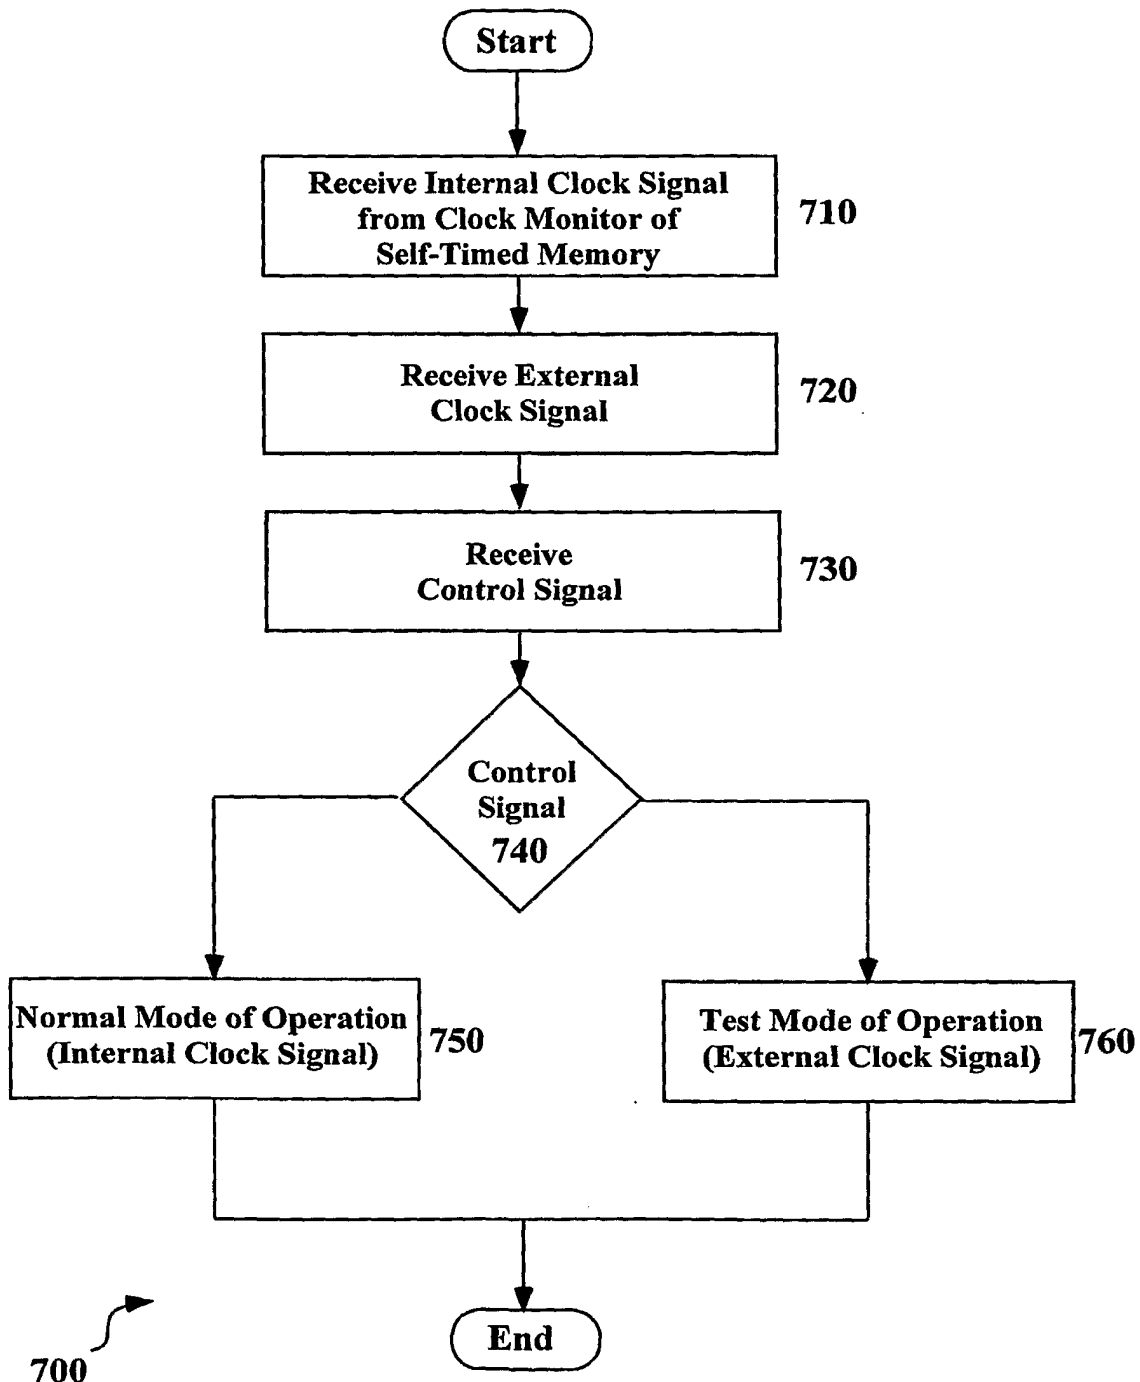 Start
Receive Internal Clock Signal
from Clock Monitor of
Self-Timed Memory
710
Receive External
Clock Signal
720
Receive
Control Signal
730
Control
Signal
740
Normal Mode of Operation
(Internal Clock Signal)
750
Test Mode of Operation
(External Clock Signal)
760
End
700